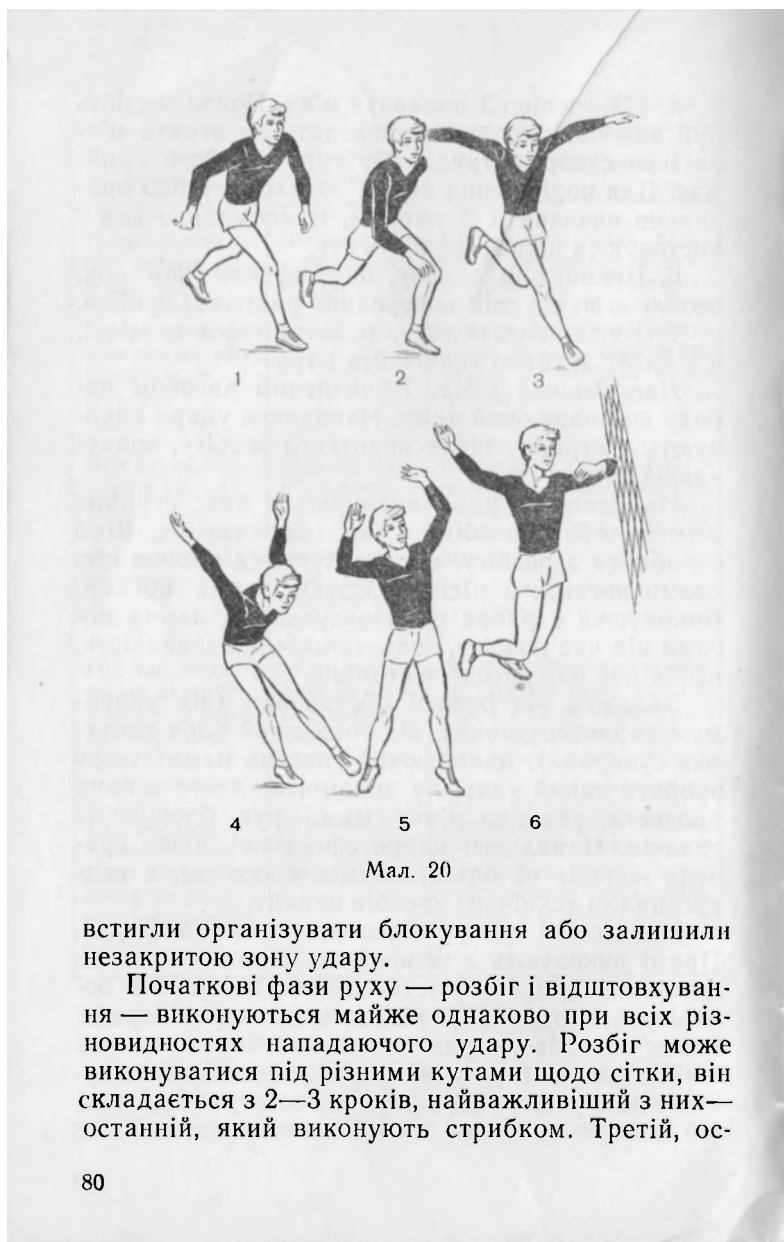 1 2 3
4 5 6
Мал. 20
встигли організувати блокування або залишили
незакритою зону удару.
Початкові фази руху — розбіг і відштовхуван-
ня — виконуються майже однаково при всіх різ-
новидностях нападаючого удару. Розбіг може
виконуватися під різними кутами щодо сітки, він
складається з 2—3 кроків, найважливіший з них—
останній, який виконують стрибком. Третій, ос-
80